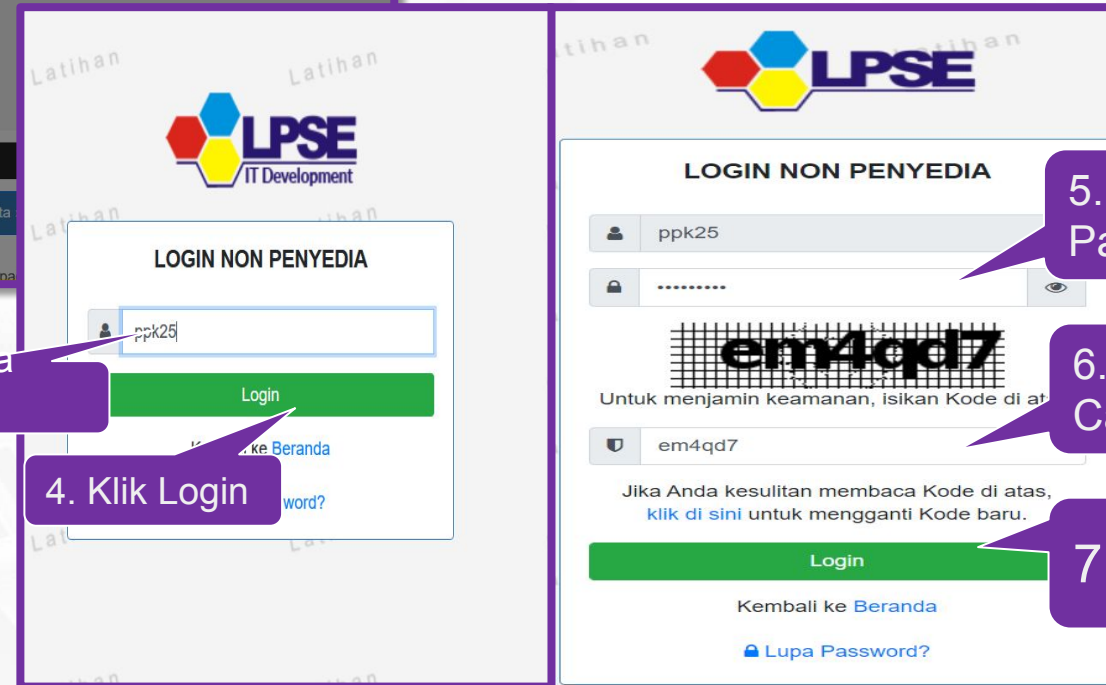 Latihan
Latihan
LPSE
IT Development
Latihan
LOGIN NON PENYEDIA
ppk25
Login
ke Beranda
4. Klik Login
word?
tihan
LPSE
LOGIN NON PENYEDIA
5.
ppk25
em4qd7
6.
Untuk menjamin keamanan, isikan Kode di at
em4qd7
Jika Anda kesulitan membaca Kode di atas,
klik di sini untuk mengganti Kode baru.
Login
7
Kembali ke Beranda
Lupa Password?